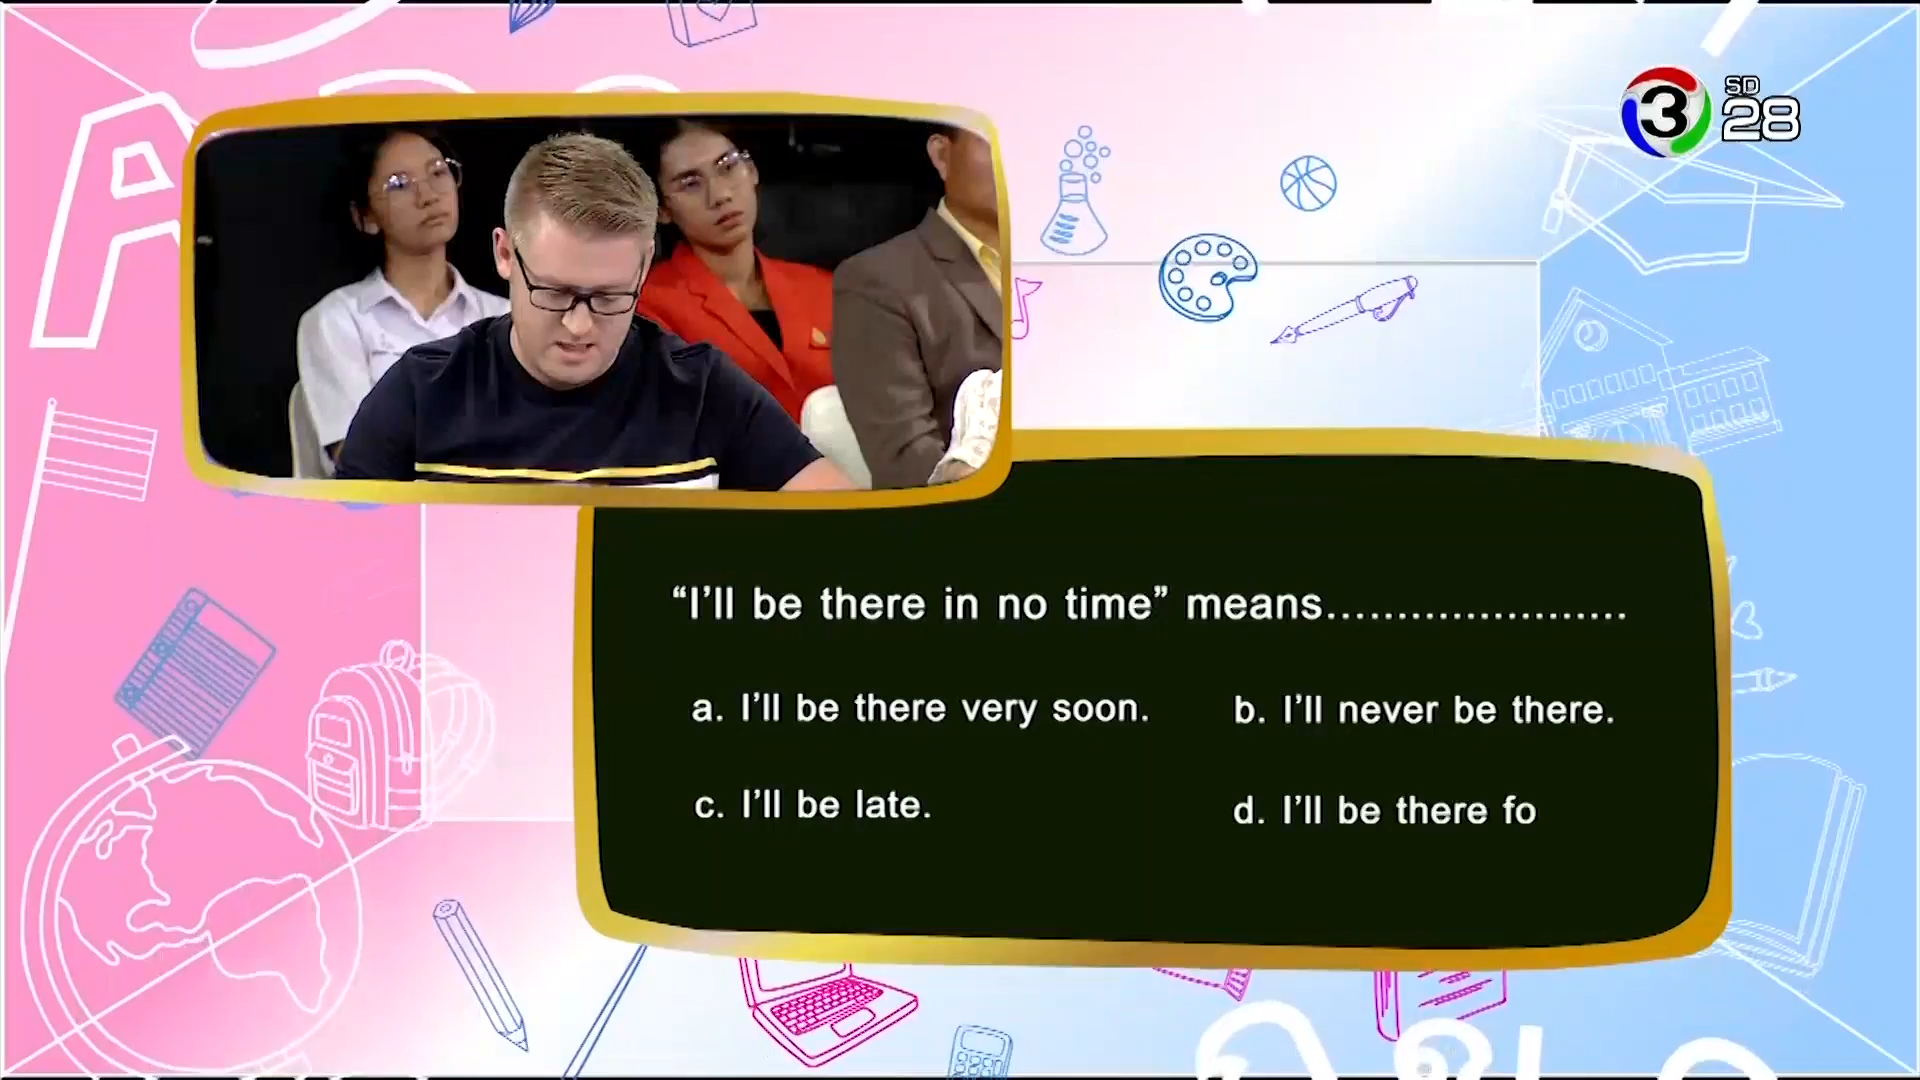 3 SD
28
“I’ll be there in no time” means.....................
a. I’ll be there very soon.
b. I’ll never be there.
c. I’ll be late.
d. I’ll be there fo
A